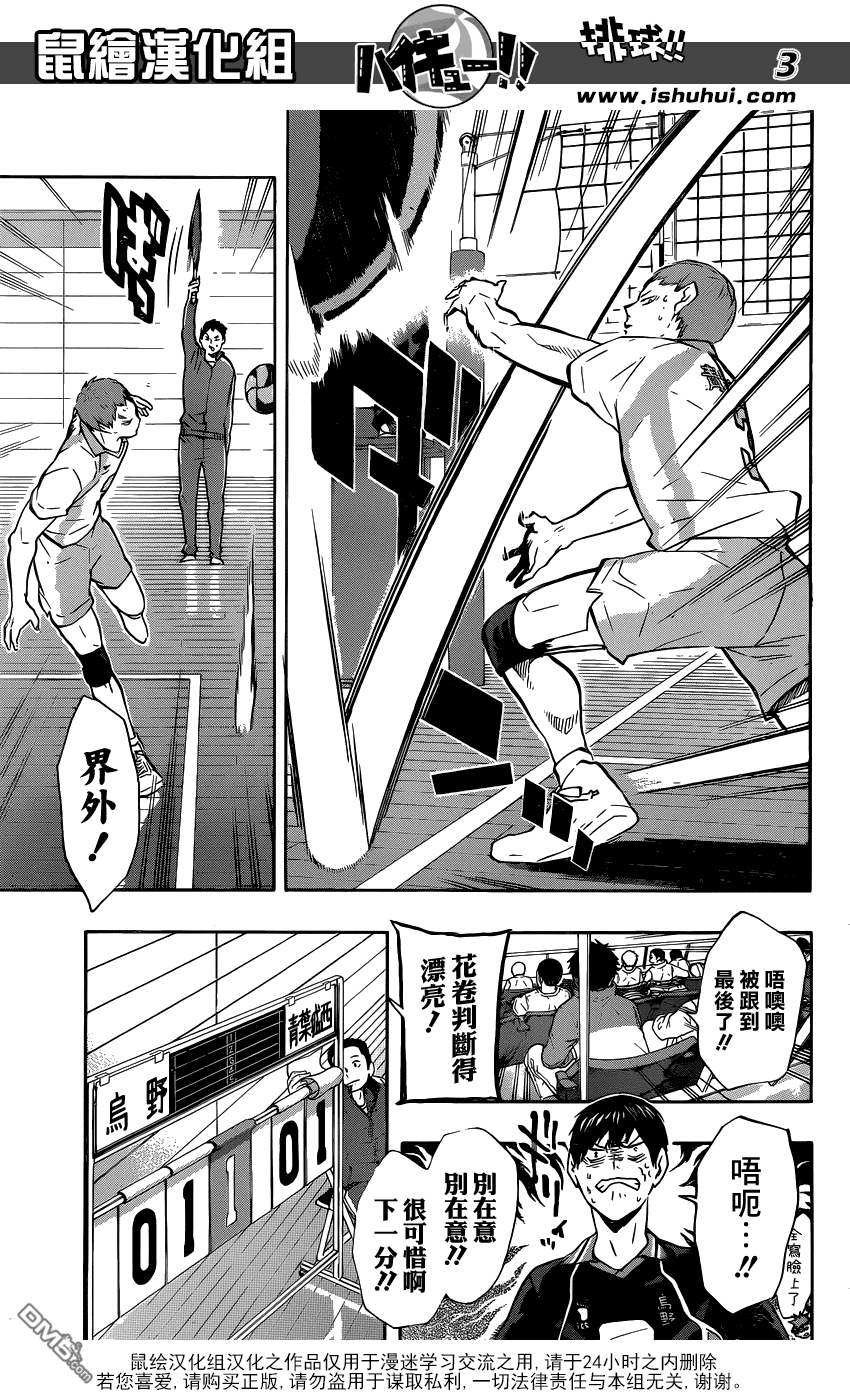 鼠繪漢化組
ハイキュー!!
排球!!
3
www.ishuhui.com
ダ
界外!
唔噢噢
被跟到
最後了!!
花卷判斷得
漂亮!
青葉城西
烏野
01
1
1
01
唔呃…!!
全寫臉上了
別在意
別在意!!
很可惜啊
下一分!!
烏野
DM5.COM
鼠绘汉化组汉化之作品仅用于漫迷学习交流之用, 请于24小时之内删除
若您喜爱, 请购买正版, 请勿盗用于谋取私利, 一切法律责任与本组无关, 谢谢。